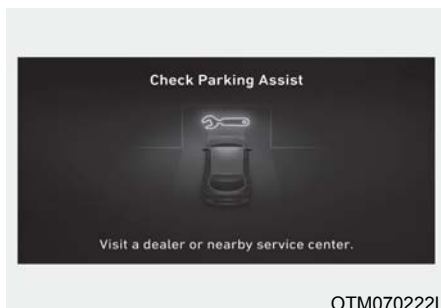 Check Parking Assist
Visit a dealer or nearby service center.
OTM070222L